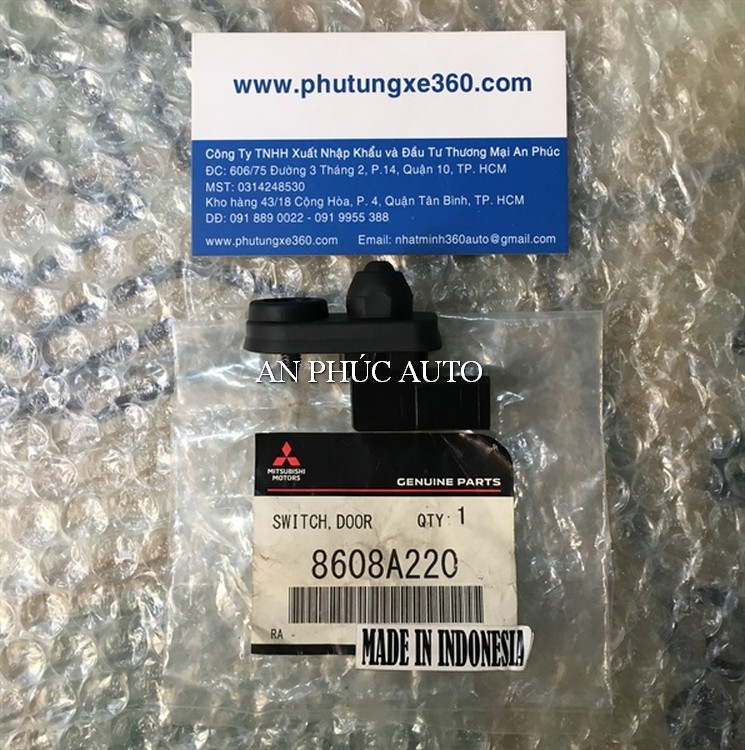 www.phutungxe360.com
Công Ty TNHH Xuất Nhập Khẩu và Đầu Tư Thương Mại An Phúc
ĐC: 606/75 Đường 3 Tháng 2, P.14, Quận 10, TP. HCM
MST: 0314248530
Kho hàng 43/18 Cộng Hòa, P. 4, Quận Tân Bình, TP. HCM
DĐ: 091 889 0022 - 091 9955 388
www.phutungxe360.com Email: nhatminh360auto@gmail.com
AN PHÚC AUTO
MITSUBISHI
MOTORS
GENUINE PARTS
SWITCH, DOOR QTY: 1
8608A220
RA
MADE IN INDONESIA